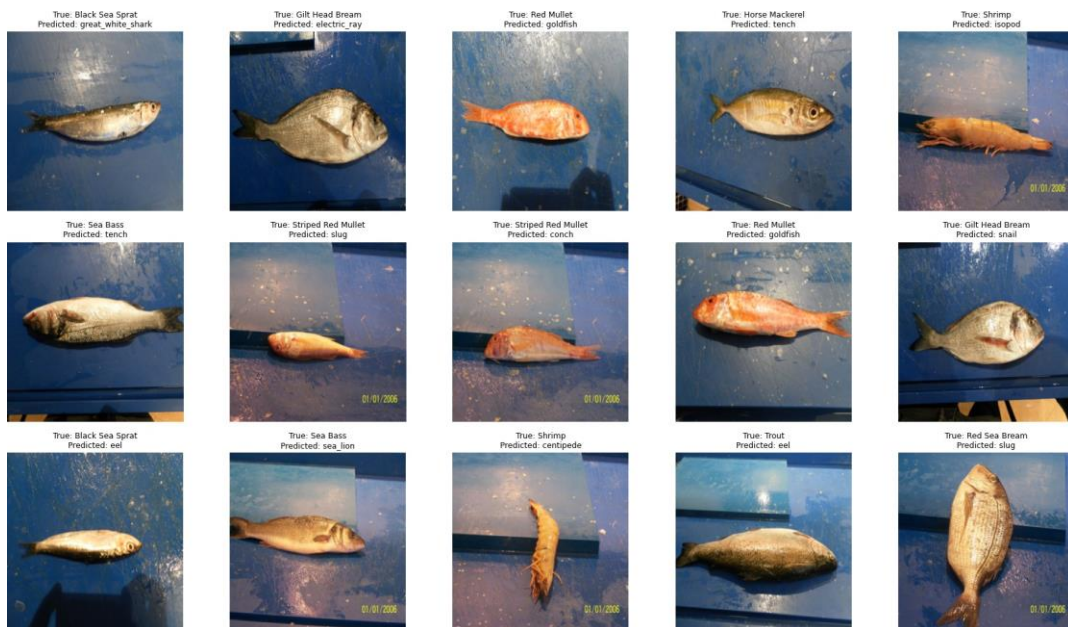 True: Black Sea Sprat
Predicted: great_white_shark
True: Gilt Head Bream
Predicted: electric_ray
True: Red Mullet
Predicted: goldfish
True: Horse Mackerel
Predicted: tench
True: Shrimp
Predicted: isopod
01/01/2006
True: Sea Bass
Predicted: tench
True: Striped Red Mullet
Predicted: slug
01/01/2006
True: Striped Red Mullet
Predicted: conch
01/01/2006
True: Red Mullet
Predicted: goldfish
True: Gilt Head Bream
Predicted: snail
True: Black Sea Sprat
Predicted: eel
True: Sea Bass
Predicted: sea_lion
01/01/2006
True: Shrimp
Predicted: centipede
01/01/2006
True: Trout
Predicted: eel
True: Red Sea Bream
Predicted: slug
01/01/2006